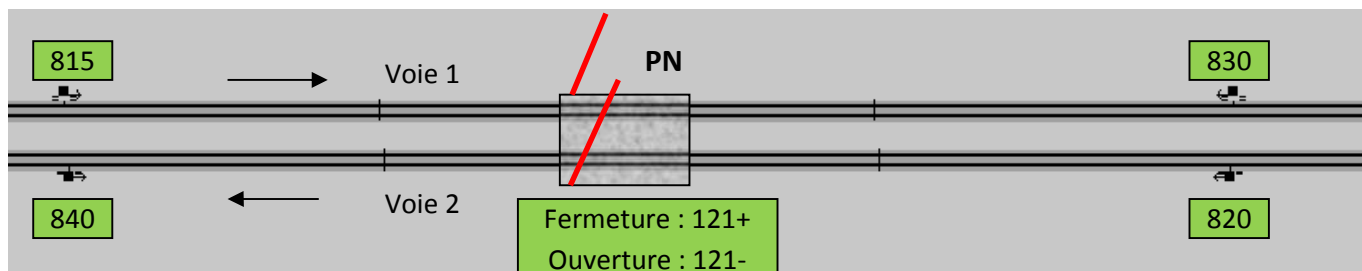 815
Voie 1
PN
830
840
Voie 2
Fermeture : 121+
Ouverture : 121-
820